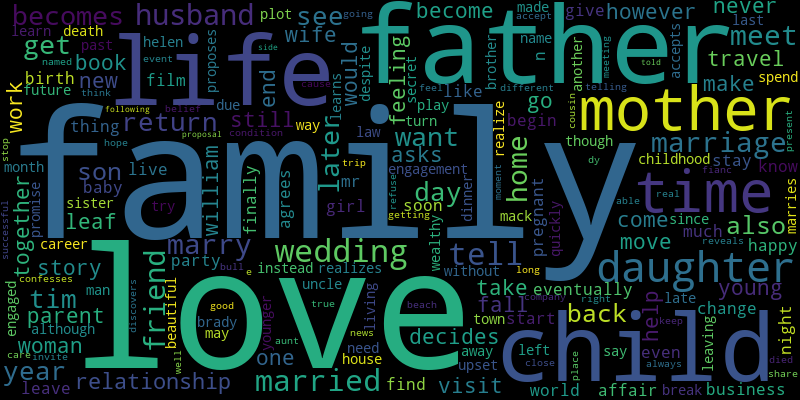 becomes husband see plot become give however never
learn death wife made accept last
get past helen desire proposes father meet
book life end would feeling secret brother name another accepts travel
birth new film despite like n make spend
future think event learns play go
work named due later turn realize begin cousin meeting told different telling mother
following belief cause
thing return still way want law though marriage
stop hope family proposal condition asks home childhood stay know
month son live william finally agrees trip mr engagement day dinner moment dy time fianc present
baby try girl refuse soon pregnant able real marries
together promise sister getting mack quickly come since much also
successful leaf marry wedding wealthy tell move reveals happy
career story friend party bull e instead realizes without long daughter
confesses tim man discovers beautiful love good uncle true living beach take eventually young
engaged parent although may brady younger news town fall start company right back help late change night
woman well one aunt need house decides away left say even keep leaving died
care invite year relationship married find upset close place always share
leave visit world affair break business
going side feel